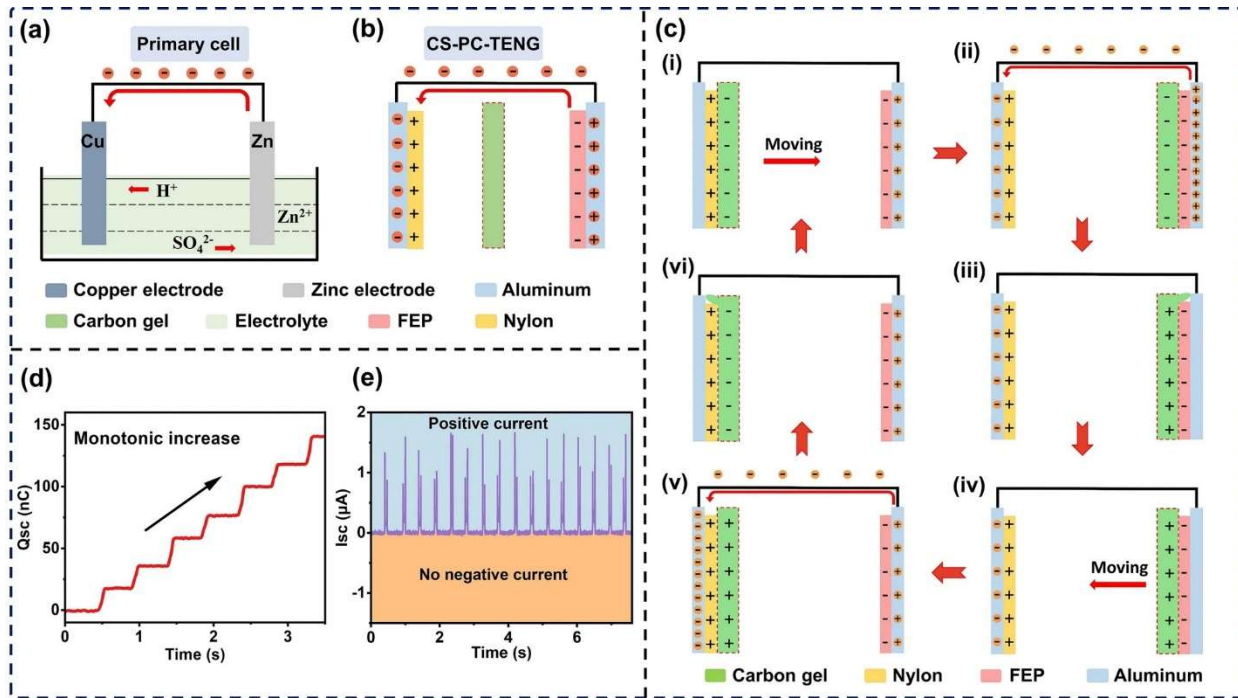 (a)
Primary cell
Cu
Zn
H⁺
Zn²⁺
SO₄²⁻
(b)
CS-PC-TENG
Copper electrode Zinc electrode Aluminum
Carbon gel Electrolyte FEP Nylon
(c)
(i)
Moving
(ii)
(vi)
(iii)
(v)
(iv)
Moving
Carbon gel Nylon FEP Aluminum
(d)
Monotonic increase
Qsc (nC)
150
100
50
0
0 1 2 3
Time (s)
(e)
Positive current
No negative current
Isc (μA)
2
1
0
-1
0 2 4 6
Time (s)